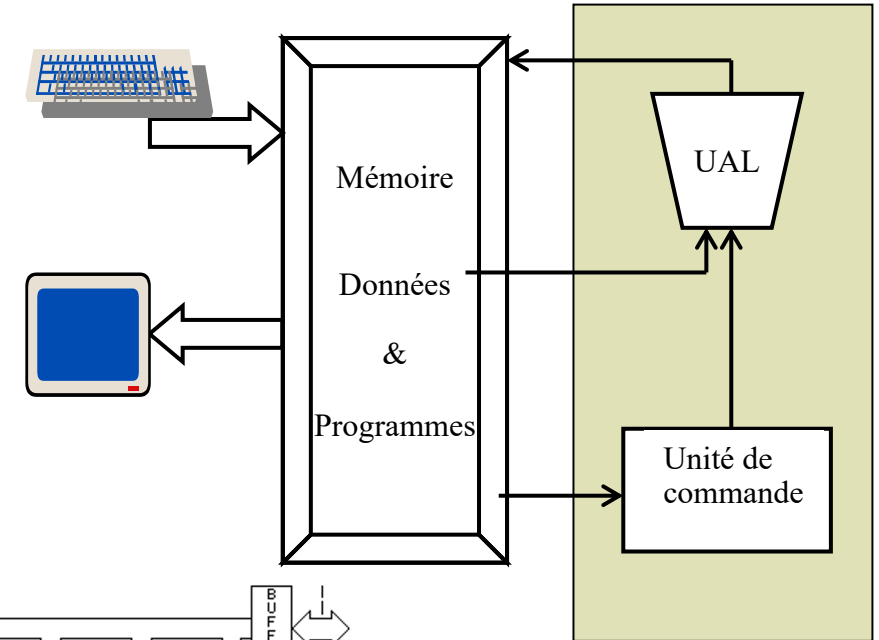 Mémoire
Données
&
Programmes
UAL
Unité de
commande
B
U
F
F